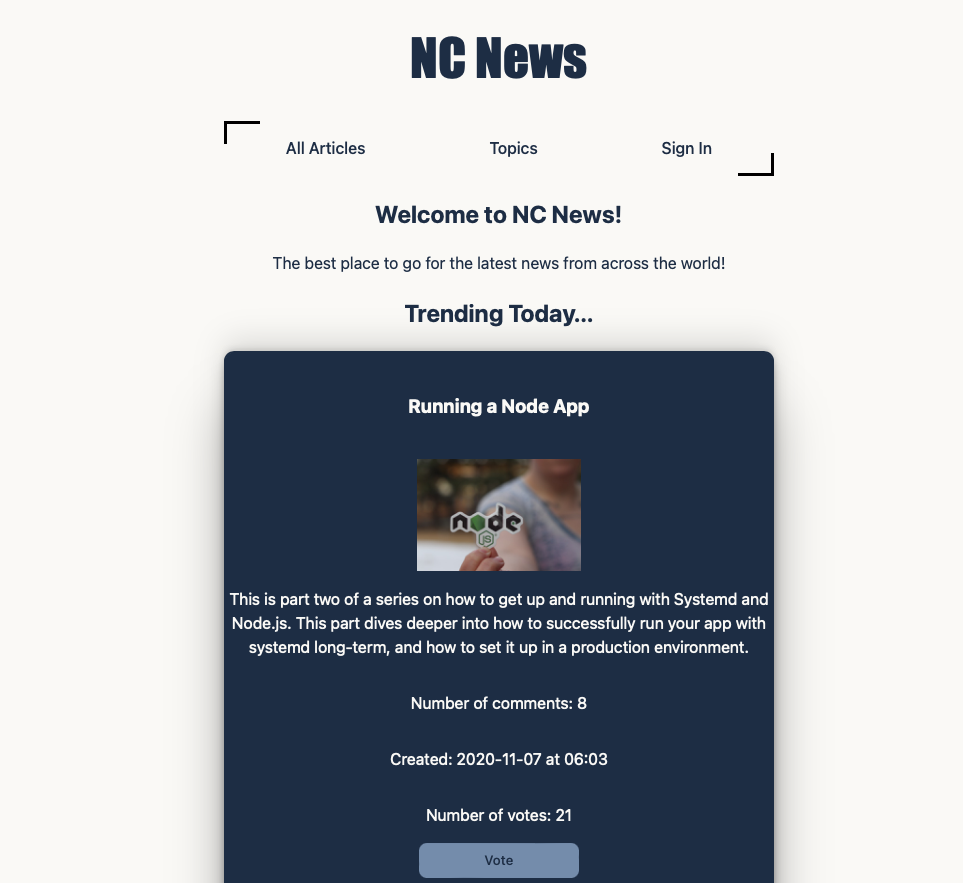 NC News
All Articles Topics Sign In
Welcome to NC News!
The best place to go for the latest news from across the world!
Trending Today...
Running a Node App
node
JS
This is part two of a series on how to get up and running with Systemd and
Node.js. This part dives deeper into how to successfully run your app with
systemd long-term, and how to set it up in a production environment.
Number of comments: 8
Created: 2020-11-07 at 06:03
Number of votes: 21
Vote